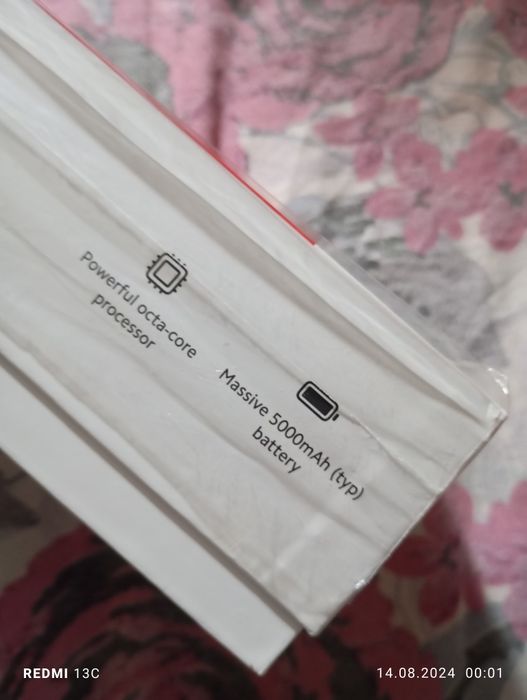 Powerful octa-core
processor
Massive 5000mAh (typ)
battery
REDMI 13C
14.08.2024 00:01